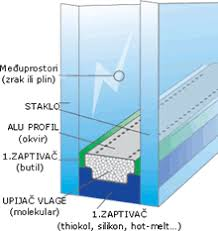 Međuprostori
(zrak ili plin)
STAKLO
ALU PROFIL
(okvir)
1.ZAPTIVAČ
(butil)
UPIJAČ VLAGE
(molekular)
1.ZAPTIVAČ
(thiokol, silikon, hot-melt...)